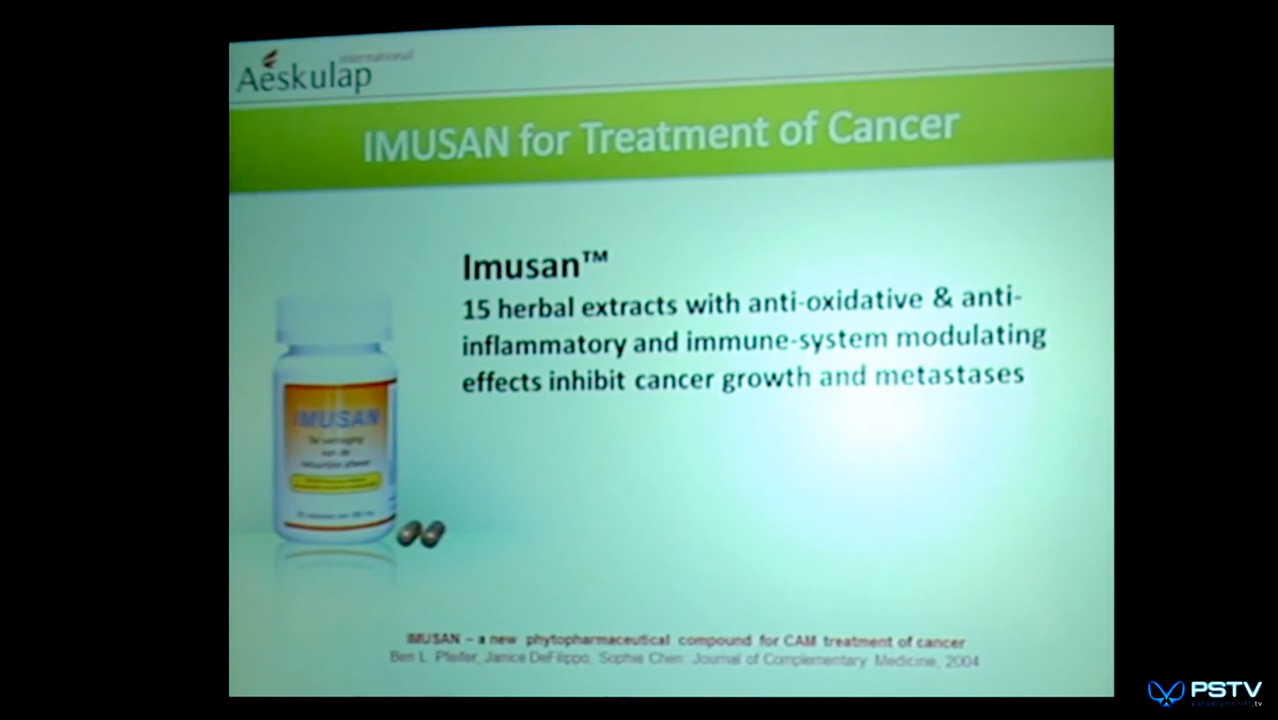 international
Aeskulap
IMUSAN for Treatment of Cancer
Imusan™
15 herbal extracts with anti-oxidative & anti-
inflammatory and immune-system modulating
effects inhibit cancer growth and metastases
IMUSAN
IMUSAN – a new phytopharmaceutical compound for CAM treatment of cancer
Ben L. Pfeifer, Janice DeFilippo, Sophie Chen: Journal of Complementary Medicine, 2004
PSTV
paradigmshift.tv